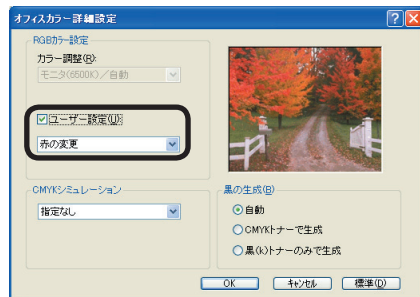 オフィスカラー詳細設定
RGBカラー設定
カラー調整(R):
モニタ(6500K)／自動
ユーザー設定(U):
赤の変更
CMYKシミュレーション
指定なし
黒の生成(B)
自動
CMYKトナーで生成
黒(k)トナーのみで生成
OK
キャンセル
標準(D)